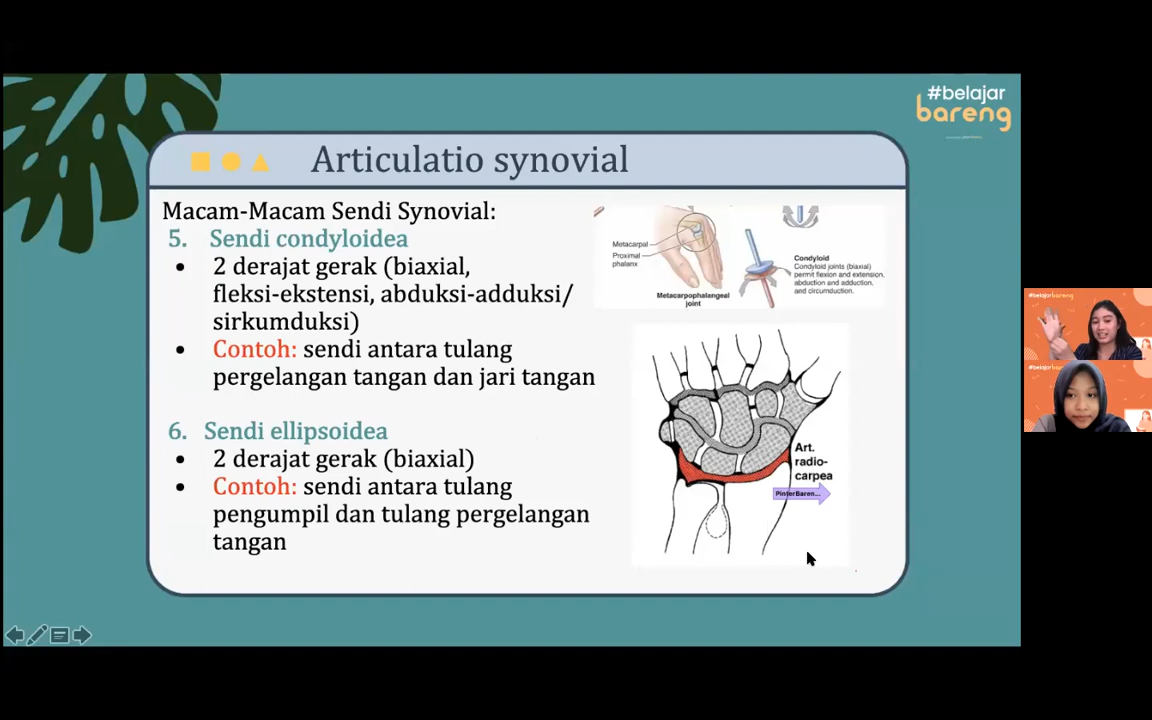 #belajar
bareng
Articulatio synovial
Macam-Macam Sendi Synovial:
5. Sendi condyloidea
• 2 derajat gerak (biaxial,
fleksi-ekstensi, abduksi-adduksi/
sirkumduksi)
• Contoh: sendi antara tulang
pergelangan tangan dan jari tangan
6. Sendi ellipsoidea
• 2 derajat gerak (biaxial)
• Contoh: sendi antara tulang
pengumpil dan tulang pergelangan
tangan
Metacarpal
Proximal
phalanx
Metacarpophalangeal
joint
Condyloid
Condyloid joints (biaxial)
permit flexion and extension,
abduction and adduction,
and circumduction.
Art.
radio-
carpea
PinterBaren...
#belajarbareng
#belajarbareng